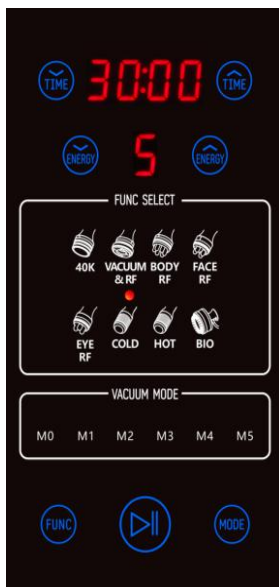 TIME 30:00 TIME
ENERGY 5 ENERGY
FUNC SELECT
40K VACUUM & RF BODY RF FACE RF
EYE RF COLD HOT BIO
VACUUM MODE
M0 M1 M2 M3 M4 M5
FUNC MODE